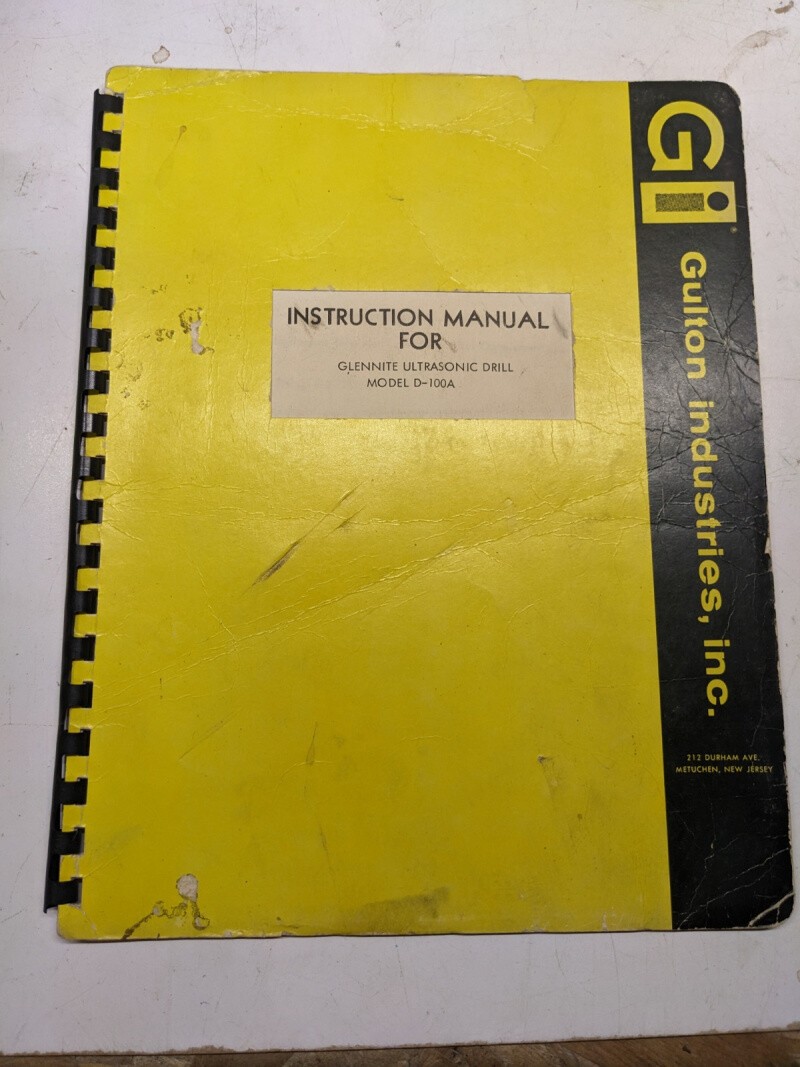 INSTRUCTION MANUAL
FOR
GLENNITE ULTRASONIC DRILL
MODEL D-100A
Gi
Gulton industries, inc.
212 DURHAM AVE.
METUCHEN, NEW JERSEY